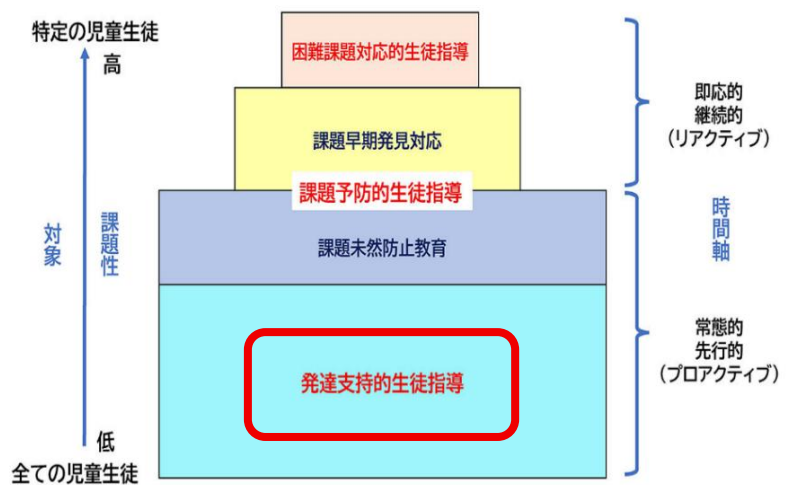 特定の児童生徒
高
困難課題対応的生徒指導
即応的
継続的
(リアクティブ)
課題早期発見対応
課題予防的生徒指導
対象
課題性
時間軸
課題未然防止教育
常態的
先行的
(プロアクティブ)
発達支持的生徒指導
低
全ての児童生徒